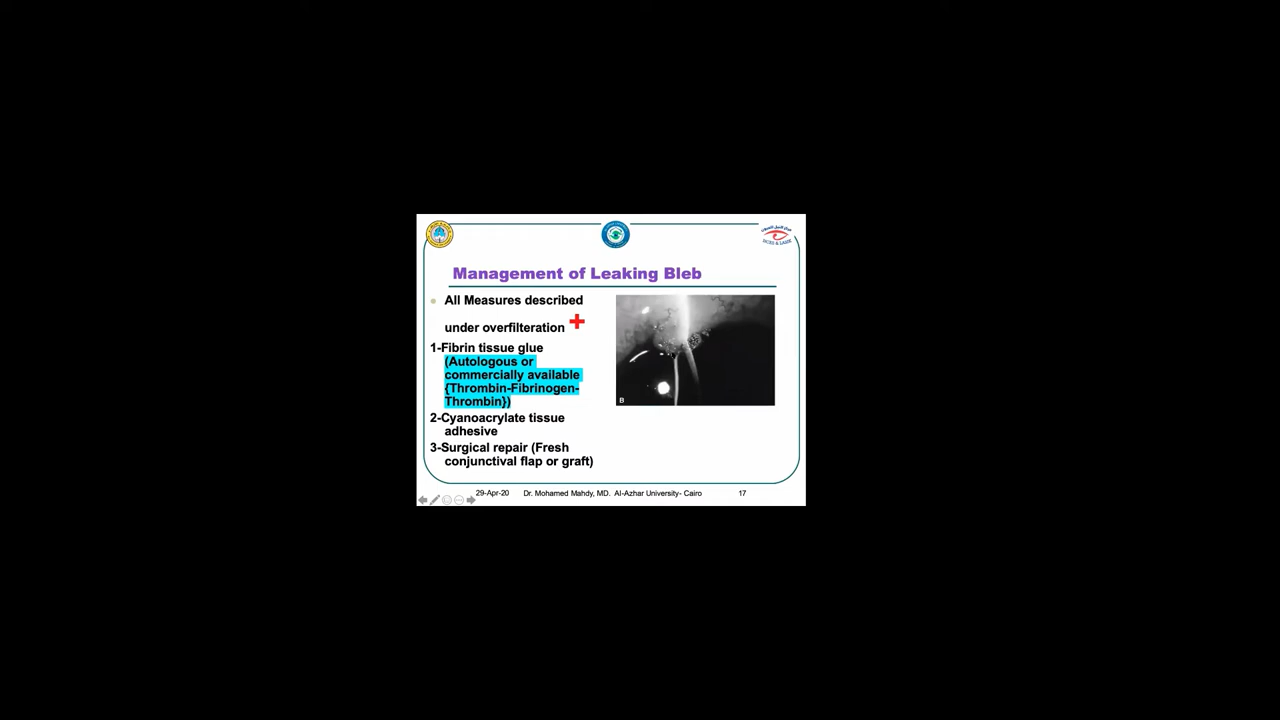 Management of Leaking Bleb
All Measures described
under overfilteration +
1-Fibrin tissue glue
(Autologous or
commercially available
{Thrombin-Fibrinogen-
Thrombin})
2-Cyanoacrylate tissue
adhesive
3-Surgical repair (Fresh
conjunctival flap or graft)
B
29-Apr-20 Dr. Mohamed Mahdy, MD. Al-Azhar University- Cairo 17